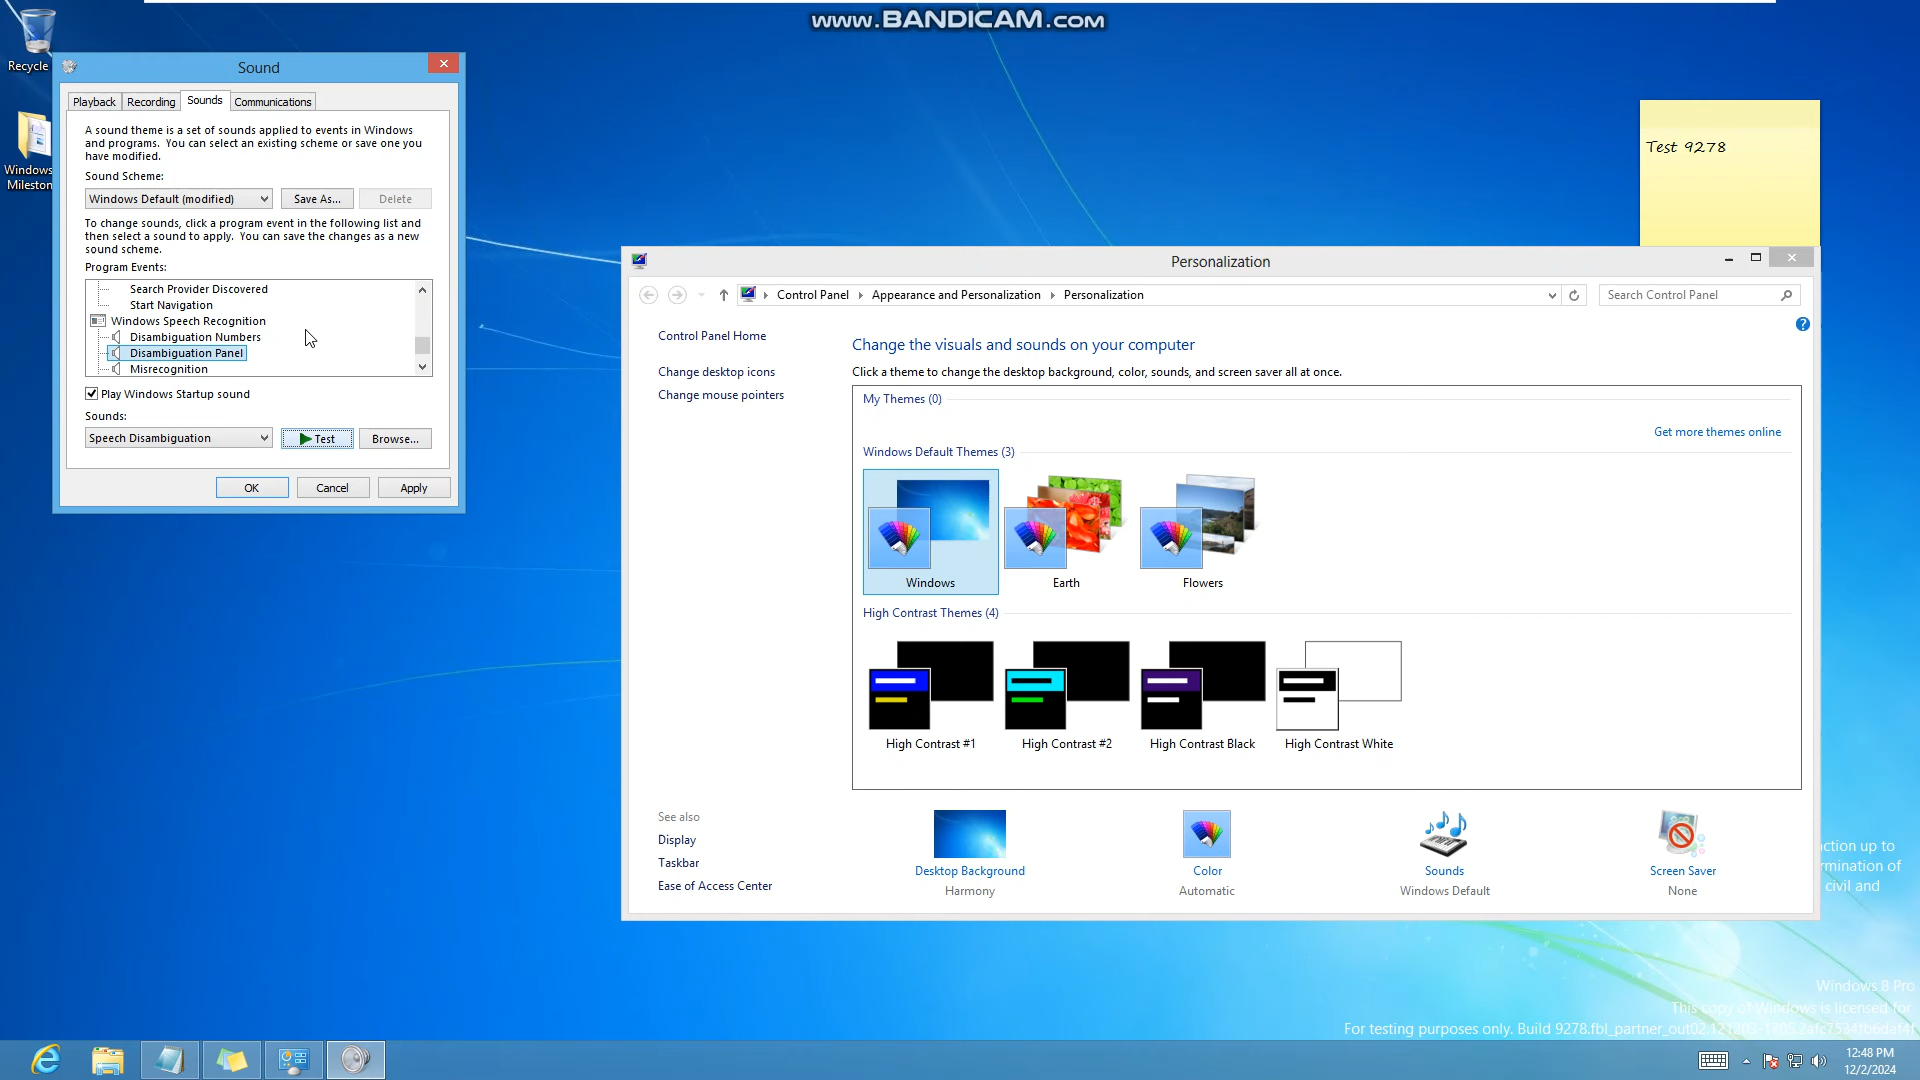 www.BANDICAM.com
Recycle
Windows
Mileston
Sound
Playback
Recording
Sounds
Communications
A sound theme is a set of sounds applied to events in Windows
and programs. You can select an existing scheme or save one you
have modified.
Sound Scheme:
Windows Default (modified)
Save As...
Delete
To change sounds, click a program event in the following list and
then select a sound to apply. You can save the changes as a new
sound scheme.
Program Events:
Search Provider Discovered
Start Navigation
Windows Speech Recognition
Disambiguation Numbers
Disambiguation Panel
Misrecognition
Play Windows Startup sound
Sounds:
Speech Disambiguation
Test
Browse...
OK
Cancel
Apply
Test 9278
Personalization
Control Panel
Appearance and Personalization
Personalization
Search Control Panel
Control Panel Home
Change desktop icons
Change mouse pointers
Change the visuals and sounds on your computer
Click a theme to change the desktop background, color, sounds, and screen saver all at once.
My Themes (0)
Get more themes online
Windows Default Themes (3)
Windows
Earth
Flowers
High Contrast Themes (4)
High Contrast #1
High Contrast #2
High Contrast Black
High Contrast White
See also
Display
Taskbar
Ease of Access Center
Desktop Background
Harmony
Color
Automatic
Sounds
Windows Default
Screen Saver
None
ction up to
rmination of
civil and
Windows 8 Pro
This copy of Windows is licensed for
For testing purposes only. Build 9278.fbl_partner_out02
12:48 PM
12/2/2024